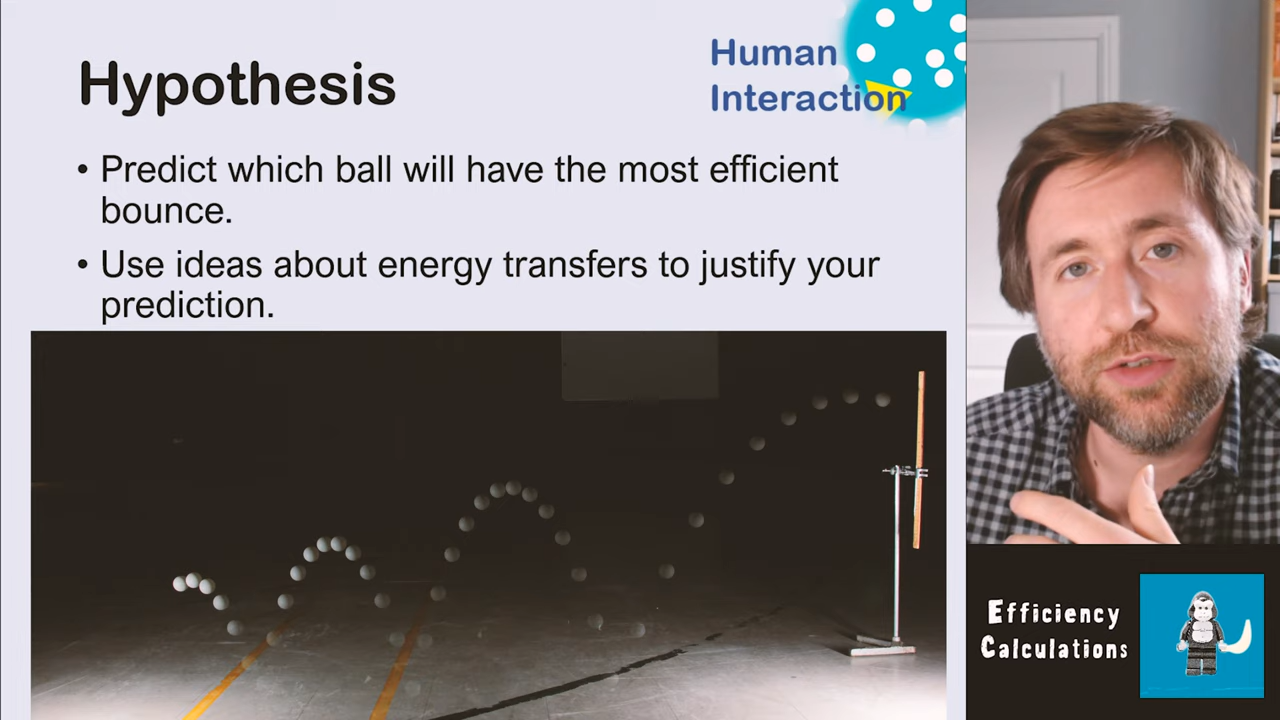 Hypothesis
Human
Interaction
• Predict which ball will have the most efficient
bounce.
• Use ideas about energy transfers to justify your
prediction.
Efficiency
Calculations